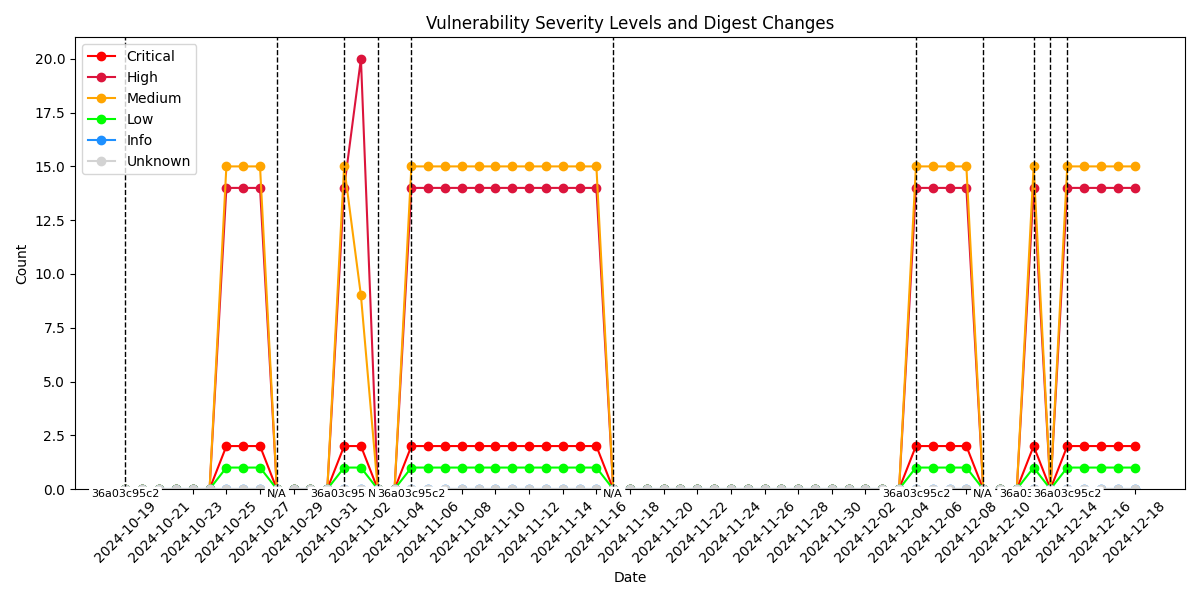 Vulnerability Severity Levels and Digest Changes
Critical
High
Medium
Low
Info
Unknown
20.0
17.5
15.0
12.5
10.0
7.5
5.0
2.5
0.0
Count
36a03c95c2
N/A
36a03c95
N
36a03c95c2
N/A
36a03c95c2
N/A
36a0
36a03c95c2
2024-10-19
2024-10-21
2024-10-23
2024-10-25
2024-10-27
2024-10-29
2024-10-31
2024-11-02
2024-11-04
2024-11-06
2024-11-08
2024-11-10
2024-11-12
2024-11-14
2024-11-16
2024-11-18
2024-11-20
2024-11-22
2024-11-24
2024-11-26
2024-11-28
2024-11-30
2024-12-02
2024-12-04
2024-12-06
2024-12-08
2024-12-10
2024-12-12
2024-12-14
2024-12-16
2024-12-18
Date